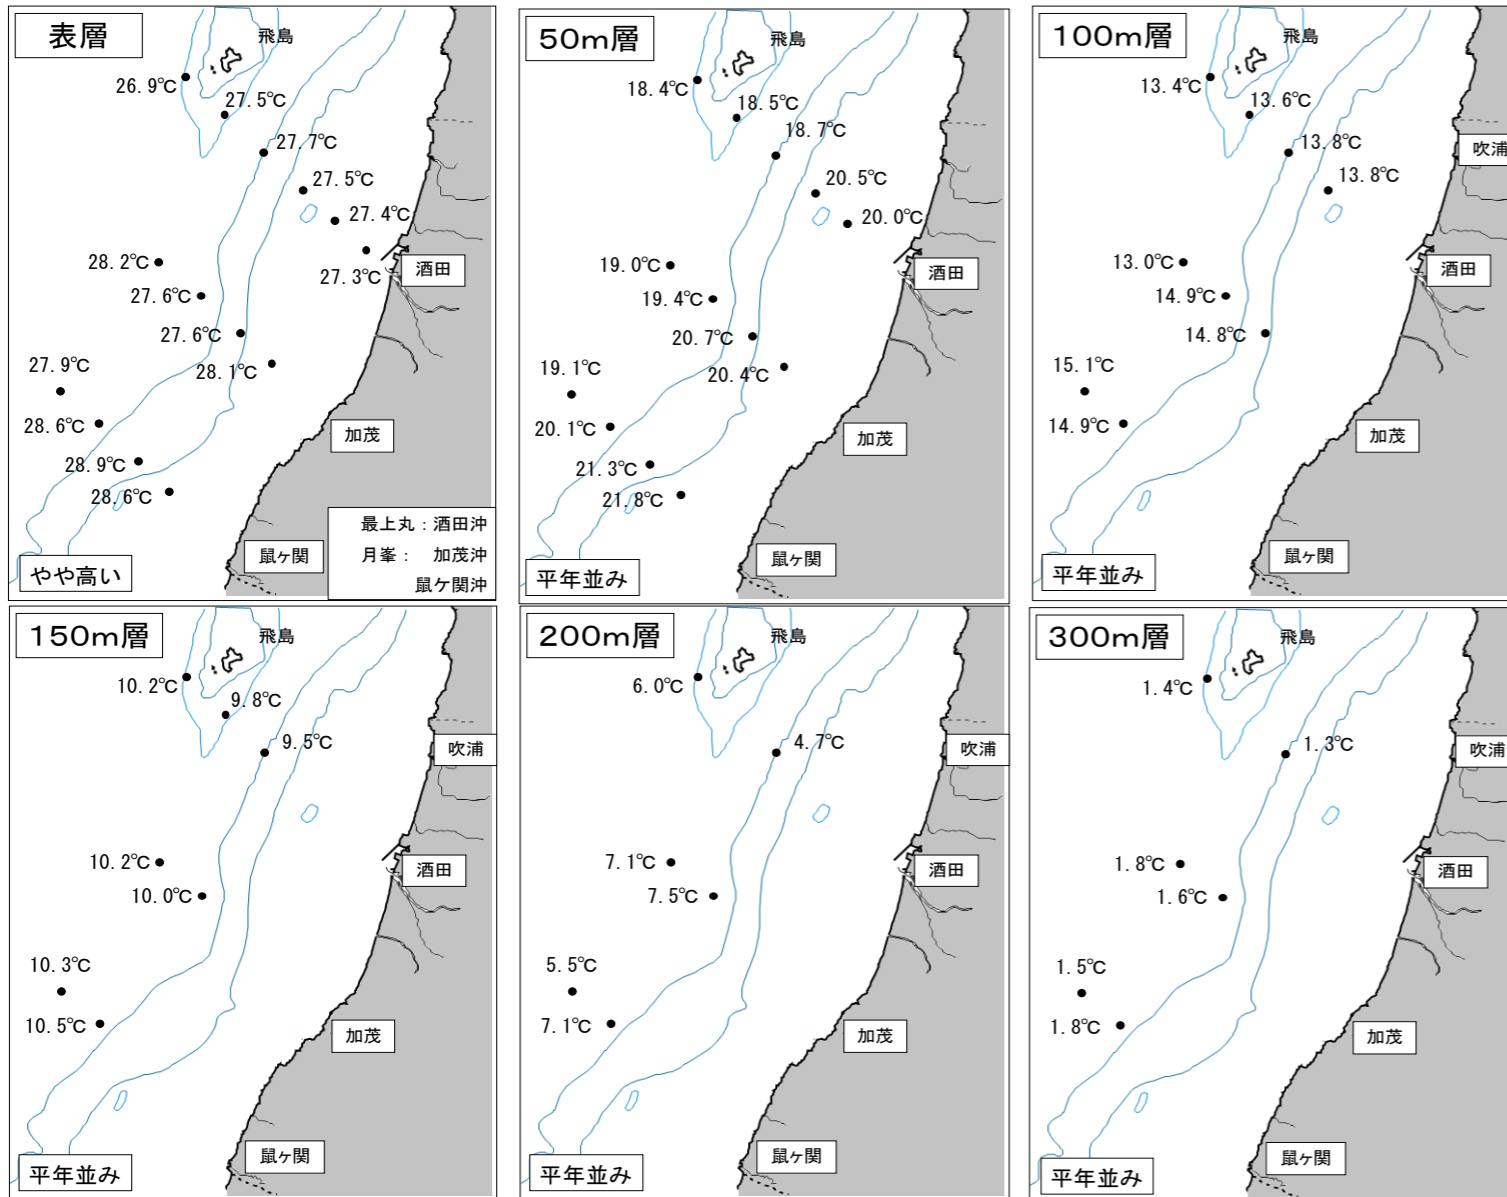 表層
飛島
26.9℃
27.5℃
27.7℃
27.5℃
27.4℃
27.3℃
酒田
28.2℃
27.6℃
27.6℃
28.1℃
27.9℃
28.6℃
28.9℃
28.6℃
加茂
最上丸：酒田沖
月峯： 加茂沖
鼠ケ関沖
鼠ヶ関
やや高い
50m層
飛島
18.4℃
18.5℃
18.7℃
20.5℃
20.0℃
酒田
19.0℃
19.4℃
20.7℃
20.4℃
19.1℃
20.1℃
21.3℃
21.8℃
加茂
鼠ヶ関
平年並み
100m層
飛島
13.4℃
13.6℃
13.8℃
吹浦
13.8℃
酒田
13.0℃
14.9℃
14.8℃
15.1℃
14.9℃
加茂
鼠ヶ関
平年並み
150m層
飛島
10.2℃
9.8℃
9.5℃
吹浦
10.2℃
酒田
10.0℃
10.3℃
10.5℃
加茂
鼠ヶ関
平年並み
200m層
飛島
6.0℃
4.7℃
吹浦
7.1℃
酒田
7.5℃
5.5℃
7.1℃
加茂
鼠ヶ関
平年並み
300m層
飛島
1.4℃
1.3℃
吹浦
1.8℃
酒田
1.6℃
1.5℃
1.8℃
加茂
鼠ヶ関
平年並み